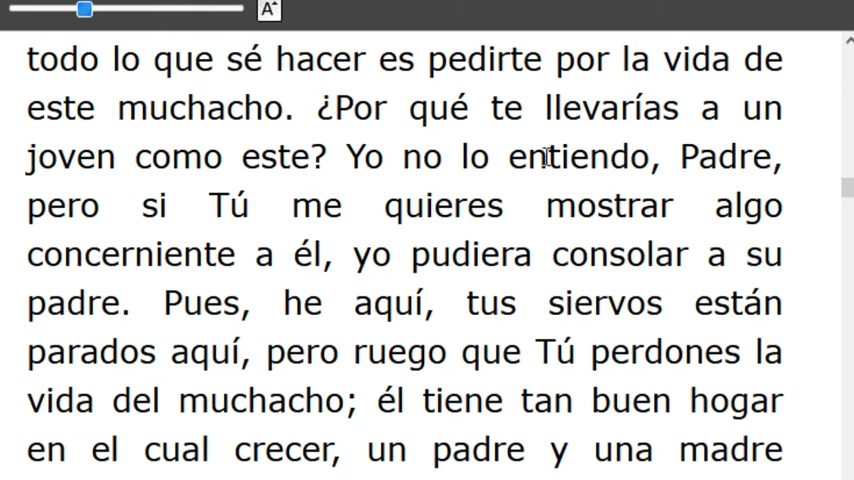 A
todo lo que sé hacer es pedirte por la vida de
este muchacho. ¿Por qué te llevarías a un
joven como este? Yo no lo entiendo, Padre,
pero si Tú me quieres mostrar algo
concerniente a él, yo pudiera consolar a su
padre. Pues, he aquí, tus siervos están
parados aquí, pero ruego que Tú perdones la
vida del muchacho; él tiene tan buen hogar
en el cual crecer, un padre y una madre